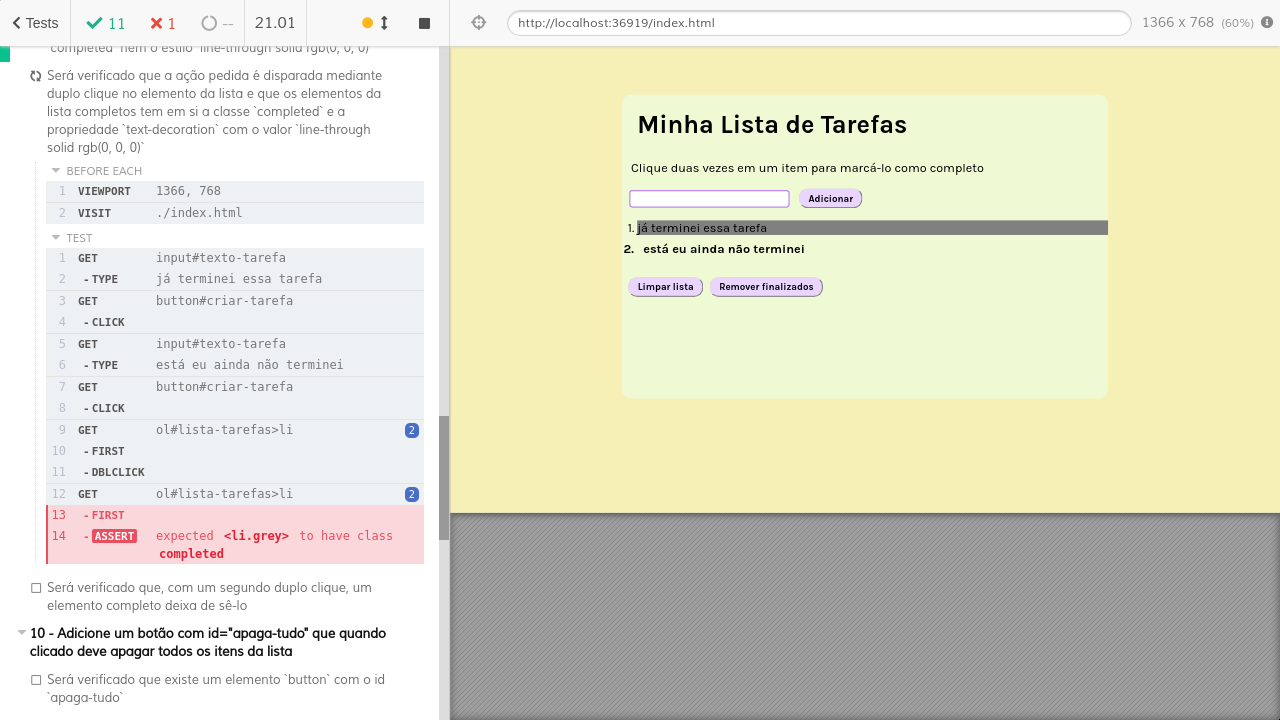 Tests
11
1
--
21.01
http://localhost:36919/index.html
1366 x 768 (60%)
`completed` nem o estilo `line-through solid rgb(0, 0, 0)`
Será verificado que a ação pedida é disparada mediante
duplo clique no elemento da lista e que os elementos da
lista completos tem em si a classe `completed` e a
propriedade `text-decoration` com o valor `line-through
solid rgb(0, 0, 0)`
BEFORE EACH
1 VIEWPORT 1366, 768
2 VISIT ./index.html
TEST
1 GET input#texto-tarefa
2 -TYPE já terminei essa tarefa
3 GET button#criar-tarefa
4 -CLICK
5 GET input#texto-tarefa
6 -TYPE está eu ainda não terminei
7 GET button#criar-tarefa
8 -CLICK
9 GET ol#lista-tarefas>li 2
10 -FIRST
11 -DBLCLICK
12 GET ol#lista-tarefas>li 2
13 -FIRST
14 -ASSERT expected <li.grey> to have class
completed
Será verificado que, com um segundo duplo clique, um
elemento completo deixa de sê-lo
10 - Adicione um botão com id="apaga-tudo" que quando
clicado deve apagar todos os itens da lista
Será verificado que existe um elemento `button` com o id
`apaga-tudo`
Minha Lista de Tarefas
Clique duas vezes em um item para marcá-lo como completo
Adicionar
1. já terminei essa tarefa
2. está eu ainda não terminei
Limpar lista
Remover finalizados